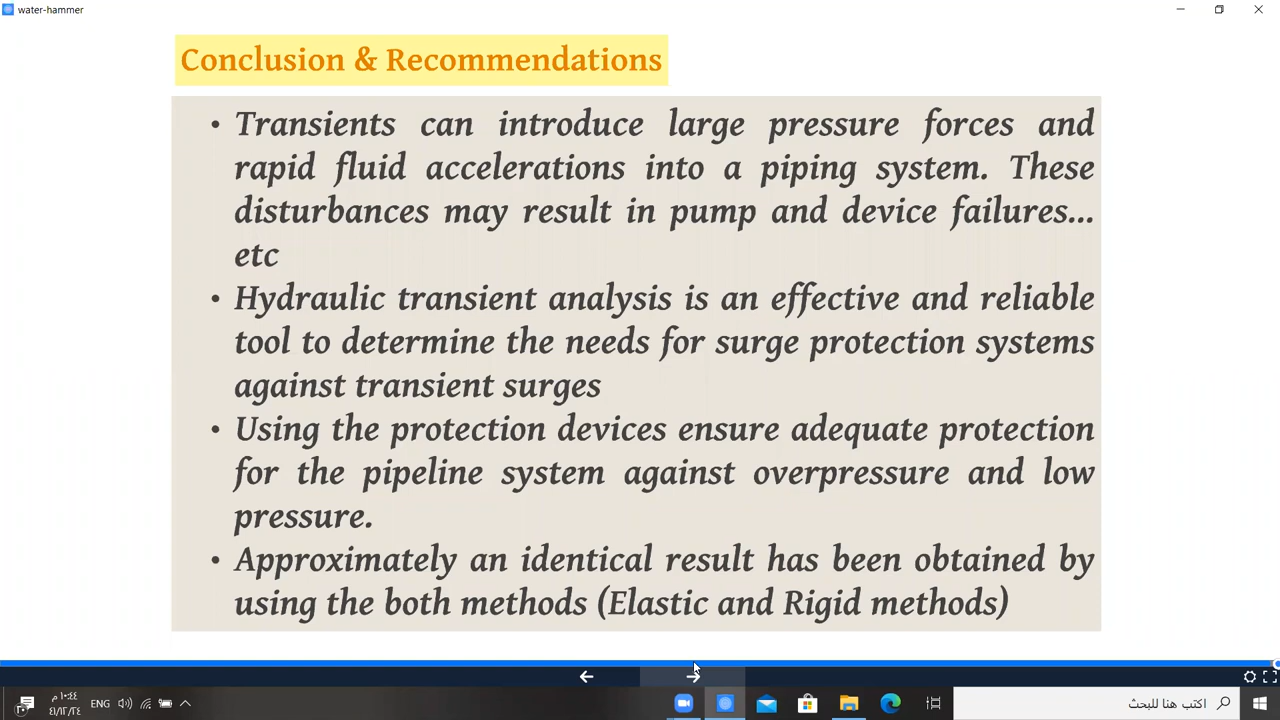 water-hammer
Conclusion & Recommendations
• Transients can introduce large pressure forces and
rapid fluid accelerations into a piping system. These
disturbances may result in pump and device failures...
etc
• Hydraulic transient analysis is an effective and reliable
tool to determine the needs for surge protection systems
against transient surges
• Using the protection devices ensure adequate protection
for the pipeline system against overpressure and low
pressure.
• Approximately an identical result has been obtained by
using the both methods (Elastic and Rigid methods)
١٠:٤٤ م
ENG
اكتب هنا للبحث